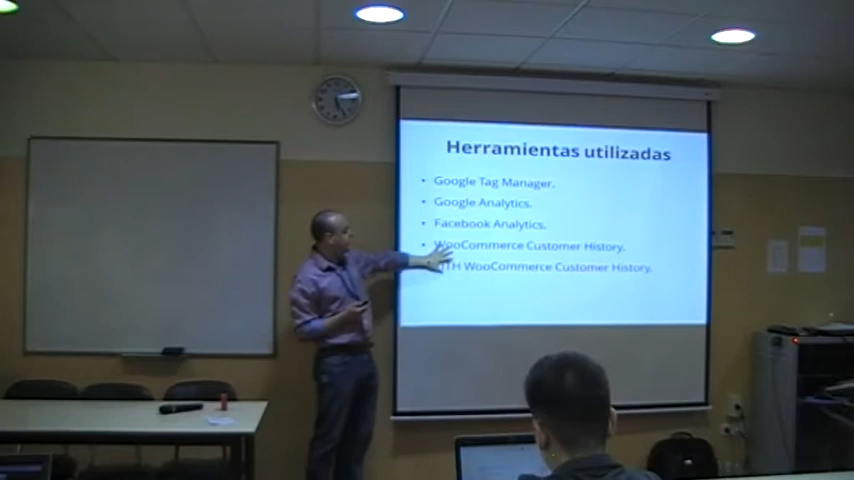 Herramientas utilizadas
• Google Tag Manager.
• Google Analytics.
• Facebook Analytics.
• WooCommerce Customer History.
WooCommerce Customer History.